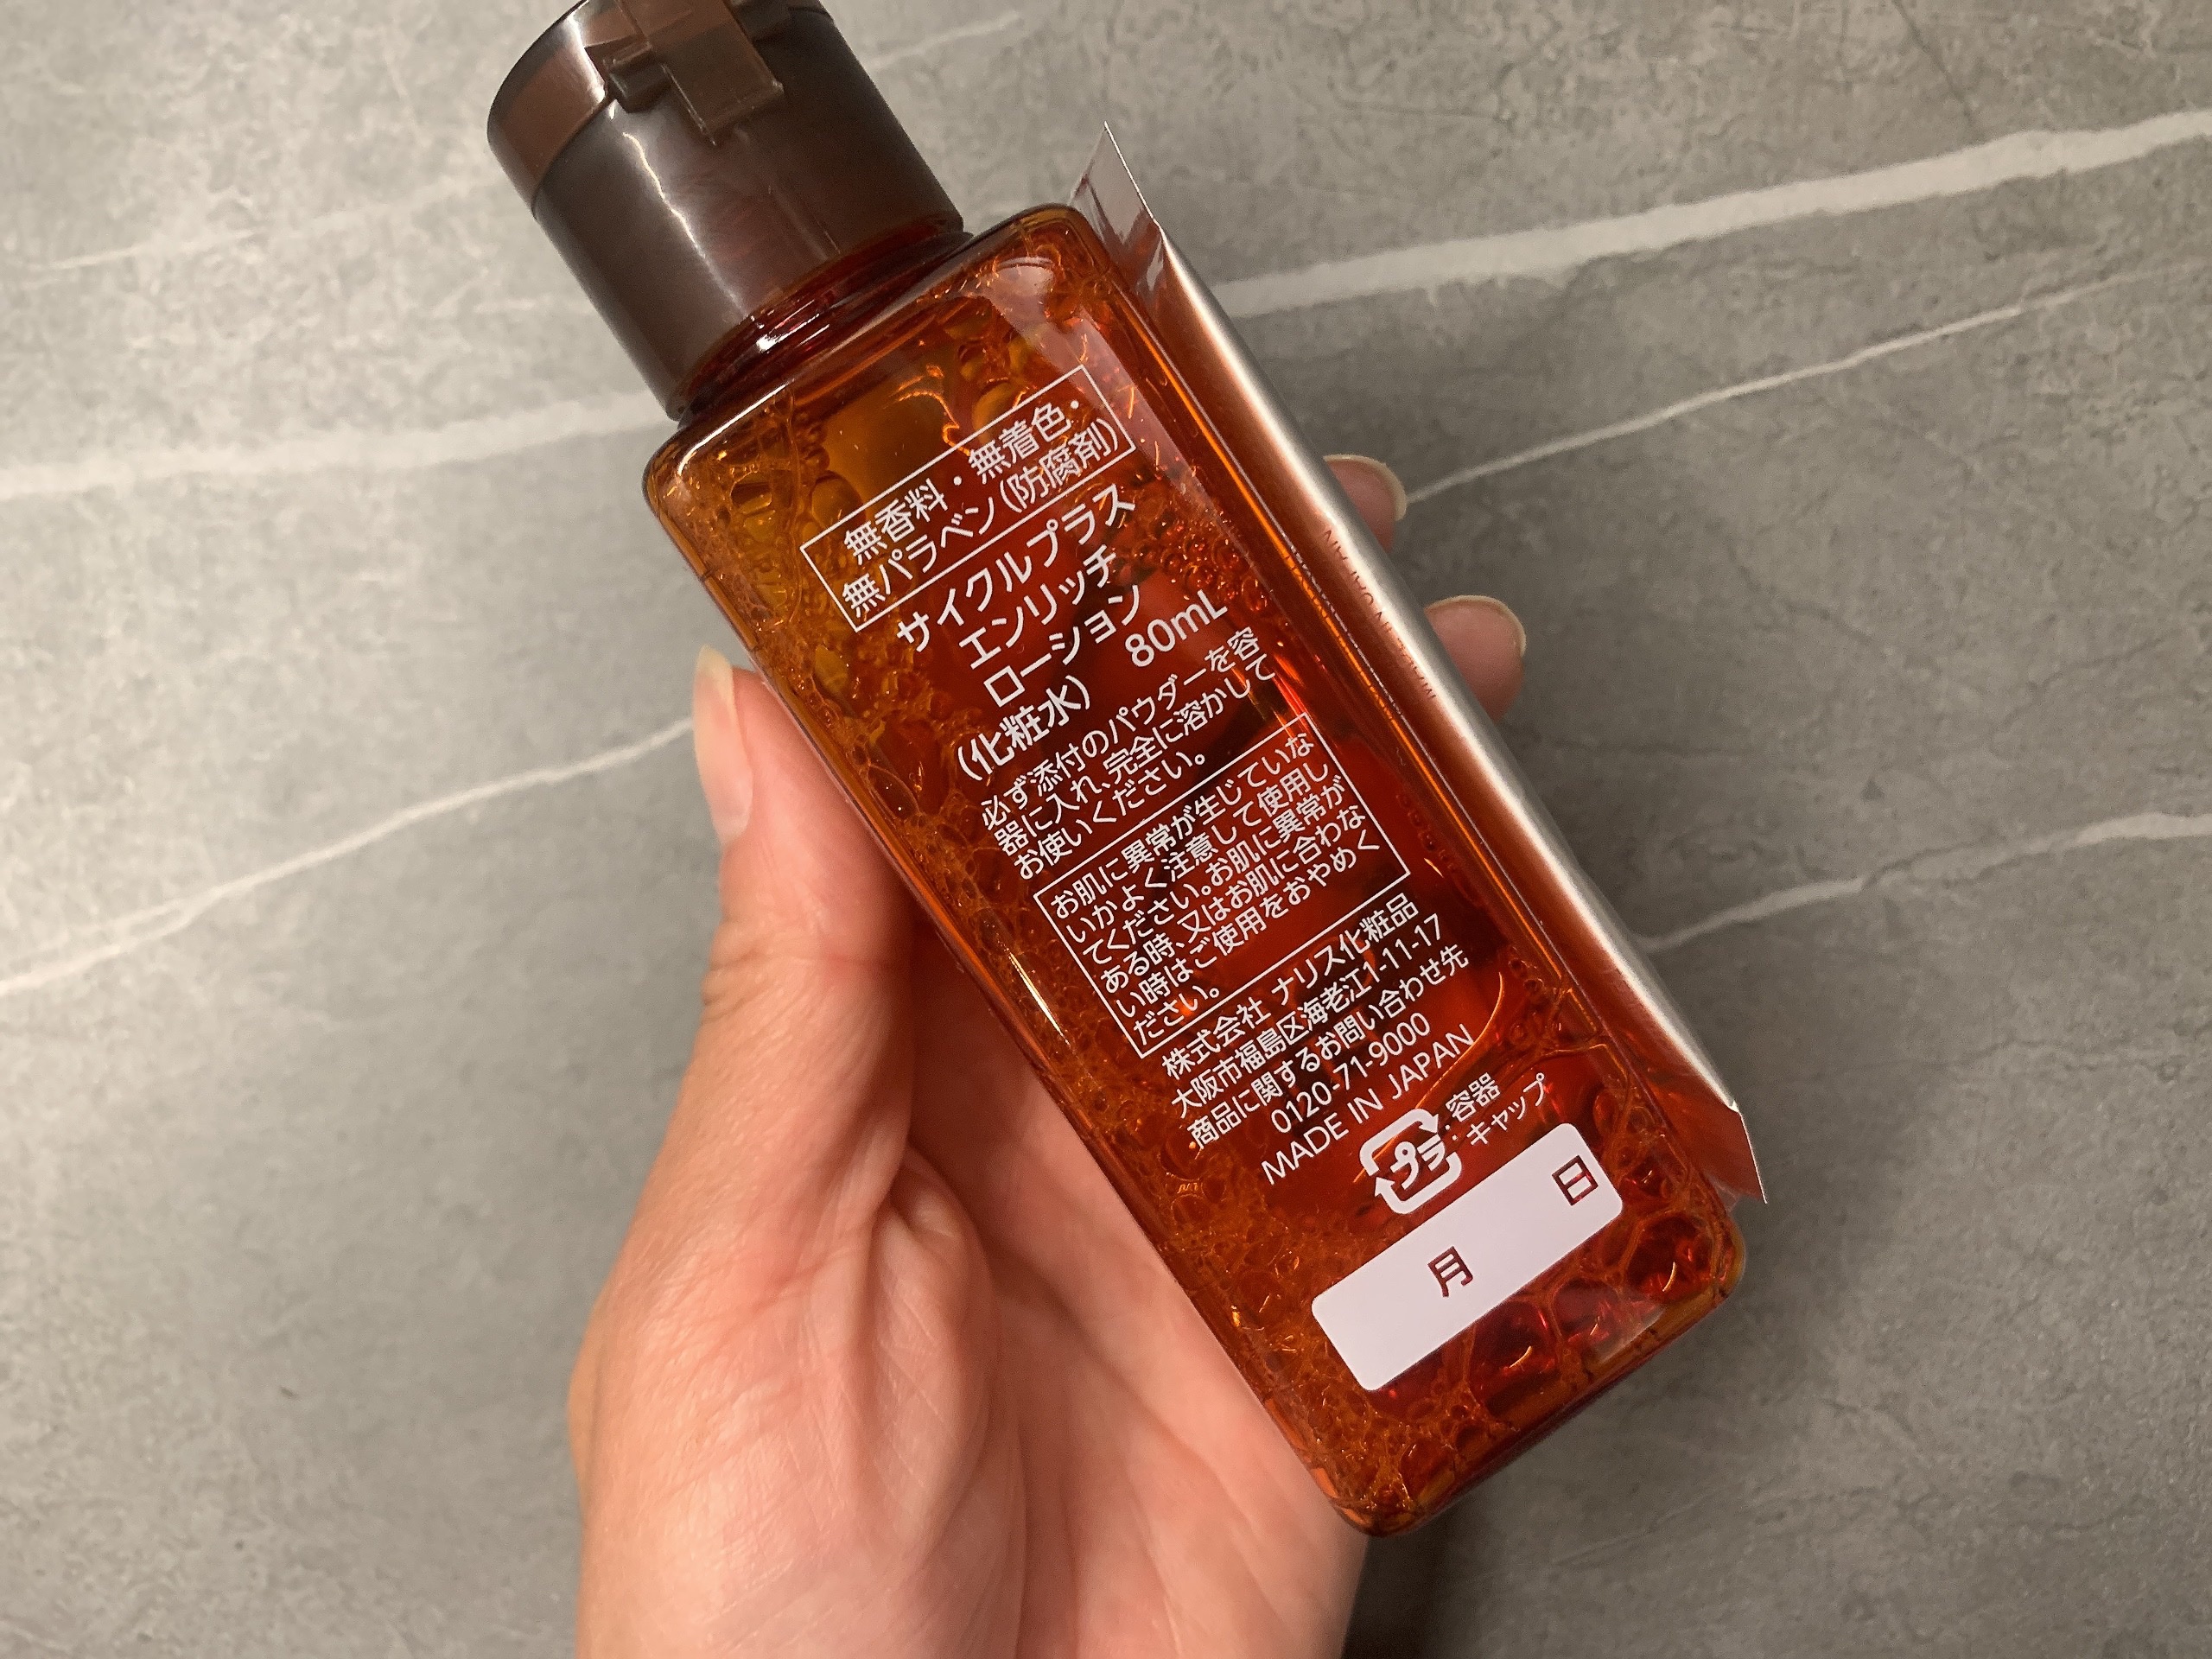 無香料・無着色・
無パラベン(防腐剤)
サイクルプラス
エンリッチ
ローション
(化粧水) 80mL
必ず添付のパウダーを容
器に入れ、完全に溶かして
お使いください。
お肌に異常が生じていな
いかよく注意して使用し
てください。お肌に異常が
ある時、又はお肌に合わな
い時はご使用をおやめく
ださい。
株式会社 ナリス化粧品
大阪市福島区海老江1-11-17
商品に関するお問い合わせ先
0120-71-9000
MADE IN JAPAN
プラ
容器
キャップ
月 日